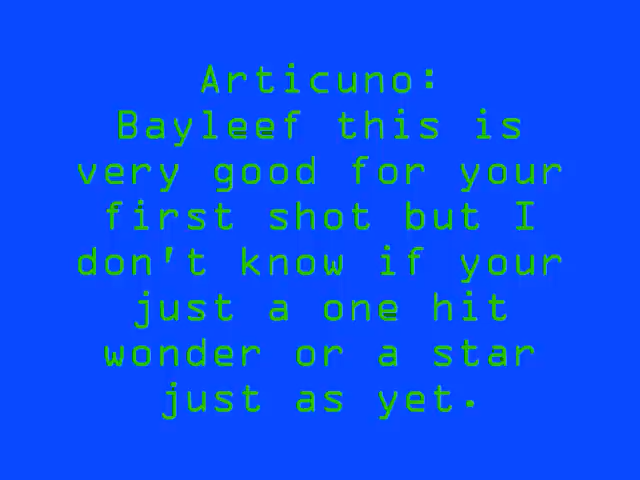 Articuno:
Bayleef this is
very good for your
first shot but I
don't know if your
just a one hit
wonder or a star
just as yet.